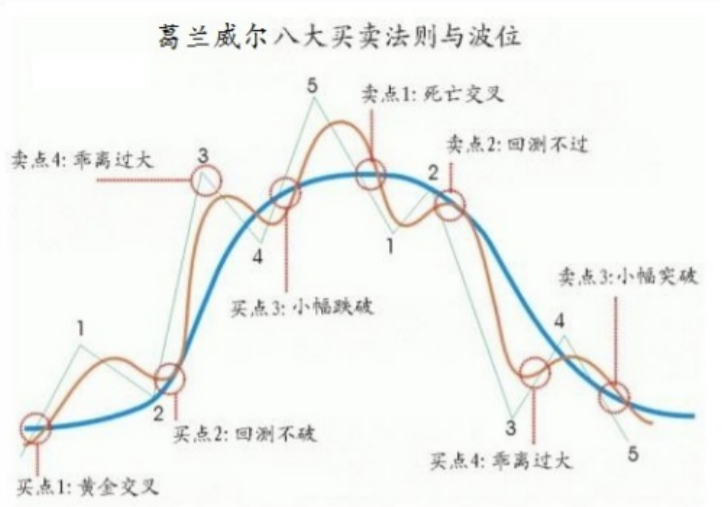 葛兰威尔八大买卖法则与波位
5
卖点1: 死亡交叉
卖点4: 乖离过大
3
卖点2: 回测不过
2
4
1
买点3: 小幅跌破
卖点3: 小幅突破
1
4
2
买点2: 回测不破
3
买点4: 乖离过大
5
买点1: 黄金交叉